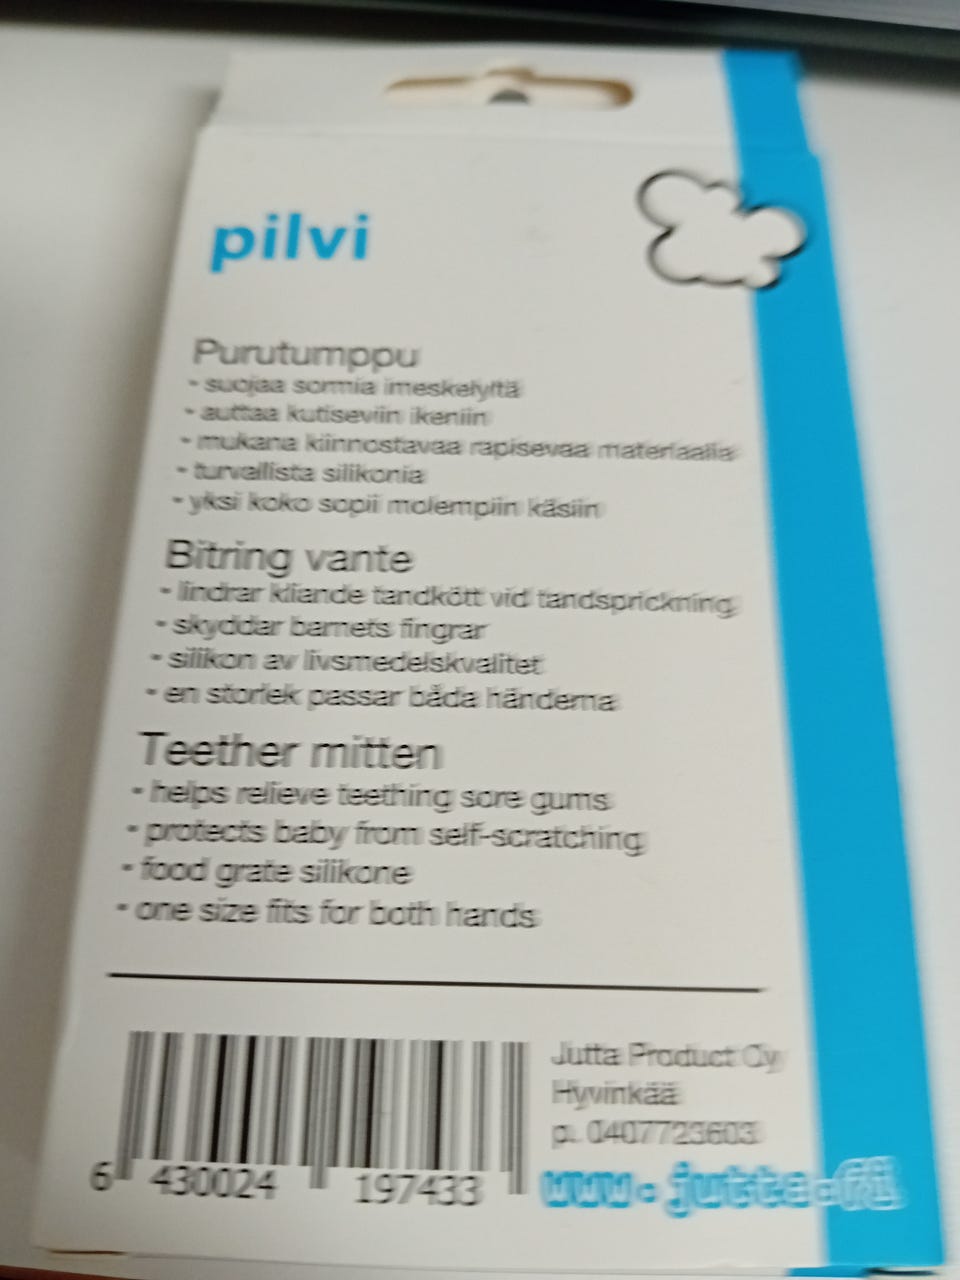 pilvi
Purutumppu
- suojaa sormia imeskelyltä
- auttaa kutiseviin ikeniin
- mukana kiinnostavaa rapisevaa materiaalia
- turvallista silikonia
- yksi koko sopii molempiin käsiin
Bitring vante
- lindrar kliande tandkött vid tandsprickning
- skyddar barnets fingrar
- silikon av livsmedelskvalitet
- en storlek passar båda händerna
Teether mitten
- helps relieve teething sore gums
- protects baby from self-scratching
- food grate silikone
- one size fits for both hands
Jutta Product Oy
Hyvinkää
p. 0407723603
www.jutta.fi
6 430024 197433